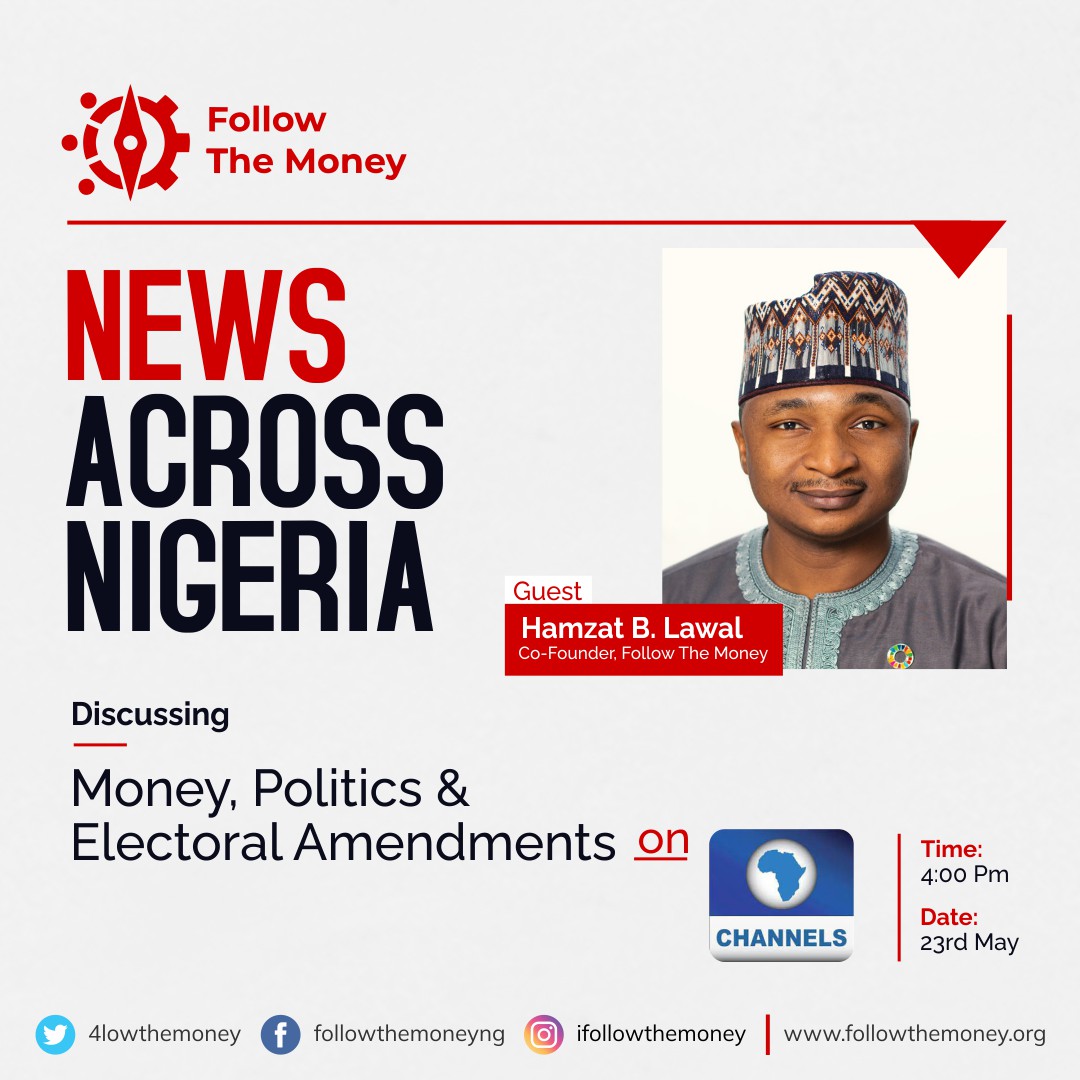 Follow
The Money
NEWS
ACROSS
NIGERIA
Guest
Hamzat B. Lawal
Co-Founder, Follow The Money
Discussing
Money, Politics &
Electoral Amendments on
CHANNELS
Time:
4:00 Pm
Date:
23rd May
4lowthemoney followthemoneyng ifollowthemoney www.followthemoney.org